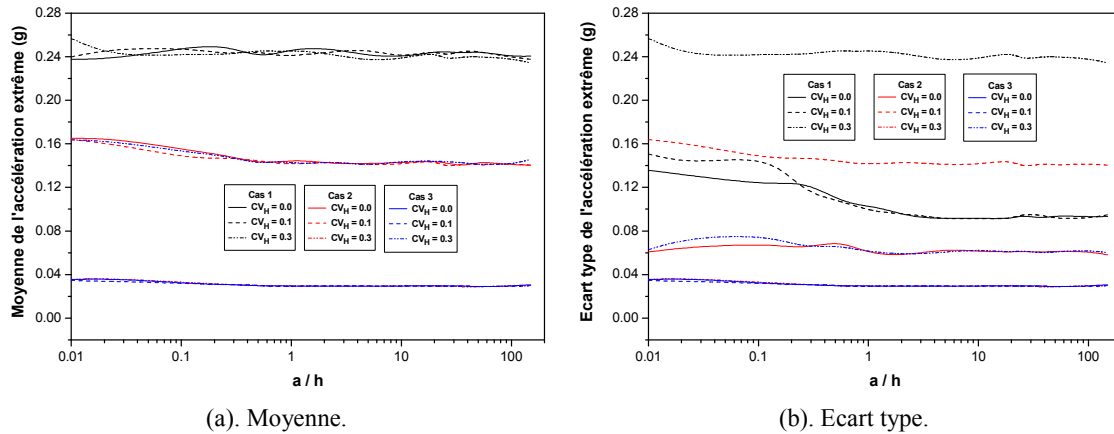 0.28
0.24
0.20
0.16
0.12
0.08
0.04
0.00
Moyenne de l'accélération extrême (g)
Cas 1
CV_H = 0.0
CV_H = 0.1
CV_H = 0.3
Cas 2
CV_H = 0.0
CV_H = 0.1
CV_H = 0.3
Cas 3
CV_H = 0.0
CV_H = 0.1
CV_H = 0.3
0.01 0.1 1 10 100
a / h
(a). Moyenne.
0.28
0.24
0.20
0.16
0.12
0.08
0.04
0.00
Ecart type de l'accélération extrême (g)
Cas 1
CV_H = 0.0
CV_H = 0.1
CV_H = 0.3
Cas 2
CV_H = 0.0
CV_H = 0.1
CV_H = 0.3
Cas 3
CV_H = 0.0
CV_H = 0.1
CV_H = 0.3
0.01 0.1 1 10 100
a / h
(b). Ecart type.